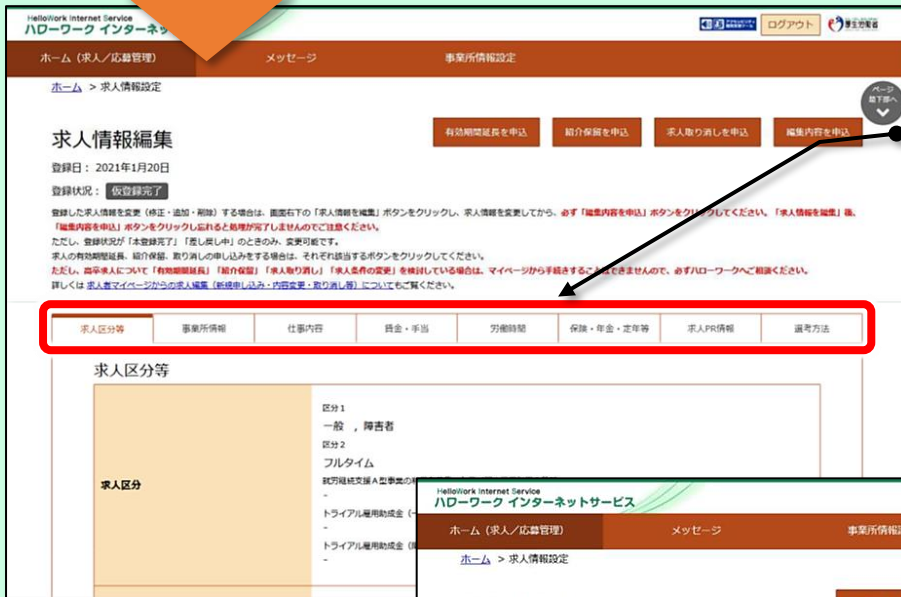 HelloWork Internet Service
ハローワーク インターネッ
ログアウト
厚生労働省
ホーム（求人／応募管理）
メッセージ
事業所情報設定
ホーム > 求人情報設定
ページ
最下部へ
求人情報編集
有効期間延長を申込
紹介保留を申込
求人取り消しを申込
編集内容を申込
登録日： 2021年1月20日
登録状況： 仮登録完了
登録した求人情報を変更（修正・追加・削除）する場合は、画面右下の「求人情報を編集」ボタンをクリックし、求人情報を変更してから、必ず「編集内容を申込」ボタンをクリックしてください。「求人情報を編集」後、
「編集内容を申込」ボタンをクリックし忘れると処理が完了しませんのでご注意ください。
ただし、登録状況が「本登録完了」「差し戻し中」のときのみ、変更可能です。
求人の有効期間延長、紹介保留、取り消しの申し込みをする場合は、それぞれ該当するボタンをクリックしてください。
ただし、高卒求人について「有効期間延長」「紹介保留」「求人取り消し」「求人条件の変更」を検討している場合は、マイページから手続きすることはできませんので、必ずハローワークへご相談ください。
詳しくは 求人者マイページからの求人編集（新規申し込み・内容変更・取り消し等）についてもご覧ください。
求人区分等
事業所情報
仕事内容
賃金・手当
労働時間
保険・年金・定年等
求人PR情報
選考方法
求人区分等
求人区分
区分1
一般 ，障害者
区分2
フルタイム
就労継続支援A型事業の
-
トライアル雇用助成金（
-
トライアル雇用助成金（
-
HelloWork Internet Service
ハローワーク インターネットサービス
ホーム（求人／応募管理）
メッセージ
事業所情報
ホーム > 求人情報設定